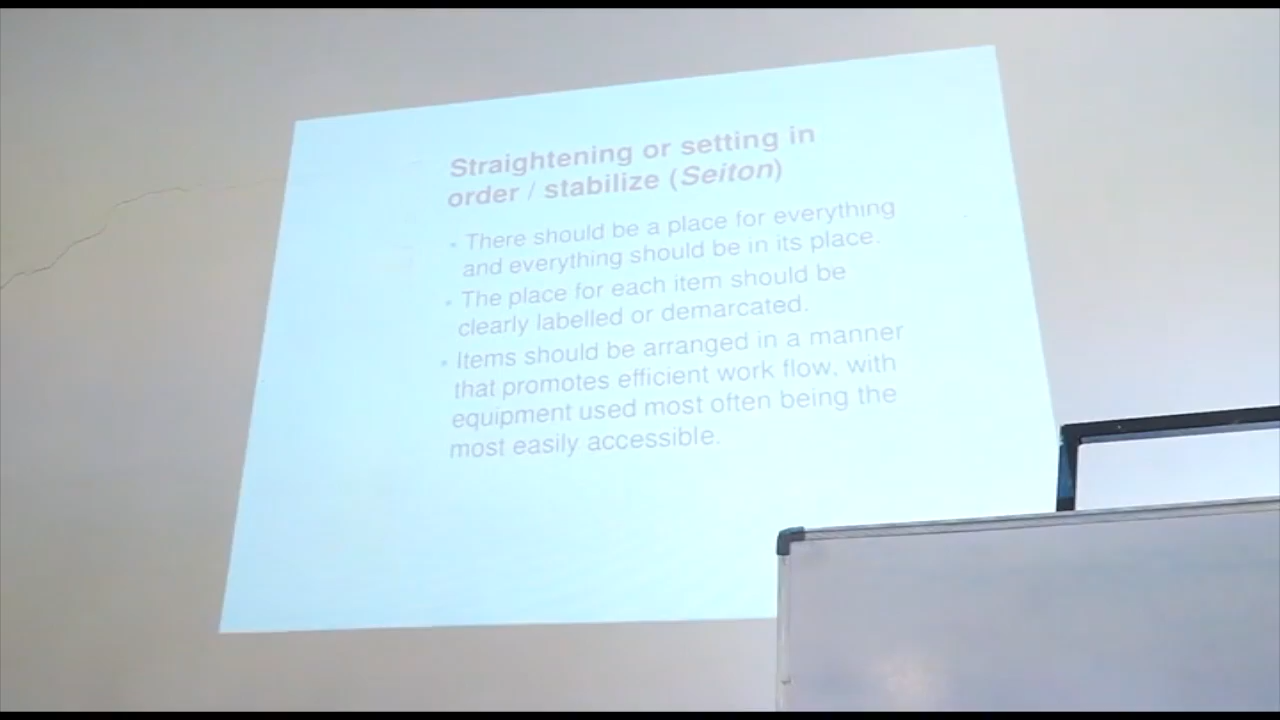 Straightening or setting in
order / stabilize (Seiton)
• There should be a place for everything
and everything should be in its place.
• The place for each item should be
clearly labelled or demarcated.
• Items should be arranged in a manner
that promotes efficient work flow, with
equipment used most often being the
most easily accessible.